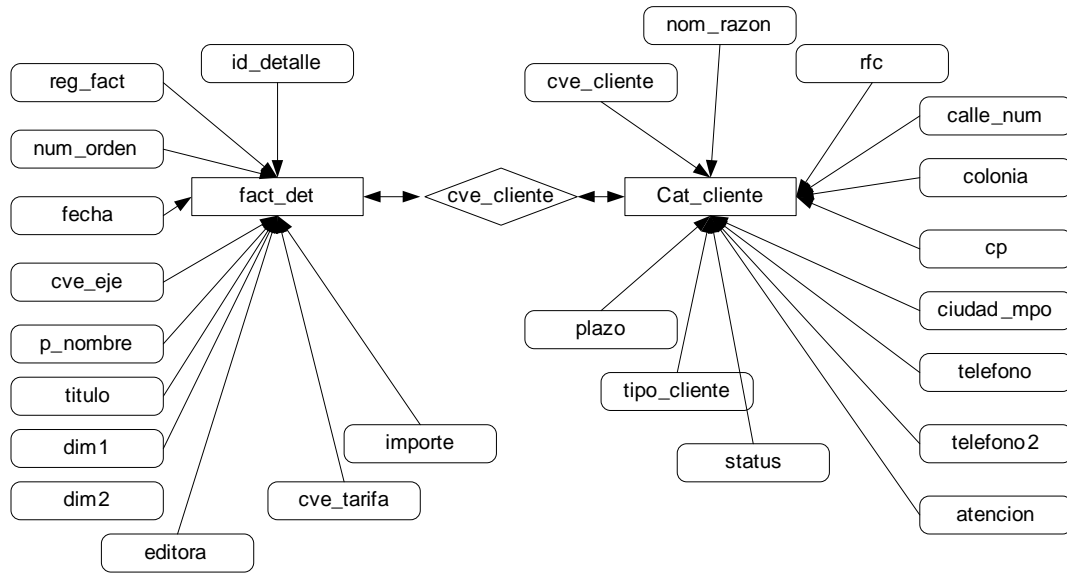 nom_razon
id_detalle
rfc
reg_fact
cve_cliente
calle_num
num_orden
colonia
fact_det
cve_cliente
Cat_cliente
fecha
cp
cve_eje
ciudad_mpo
plazo
p_nombre
telefono
titulo
tipo_cliente
importe
dim1
telefono2
status
dim2
cve_tarifa
atencion
editora